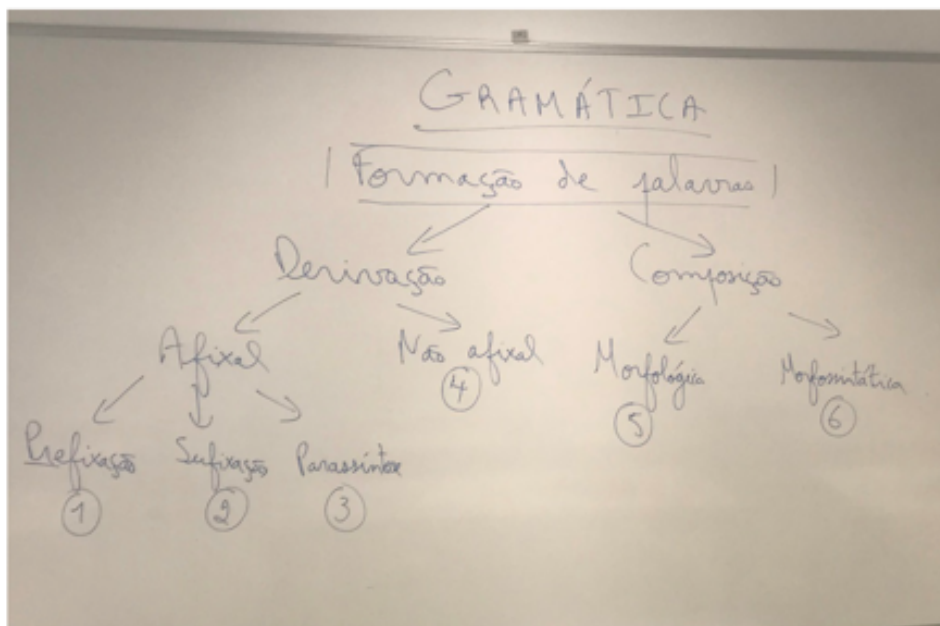 GRAMÁTICA
Formação de palavras
Derivação Composição
Afixal Não afixal Morfológica Morfossintática
4 5 6
Prefixação Sufixação Parassíntese
1 2 3